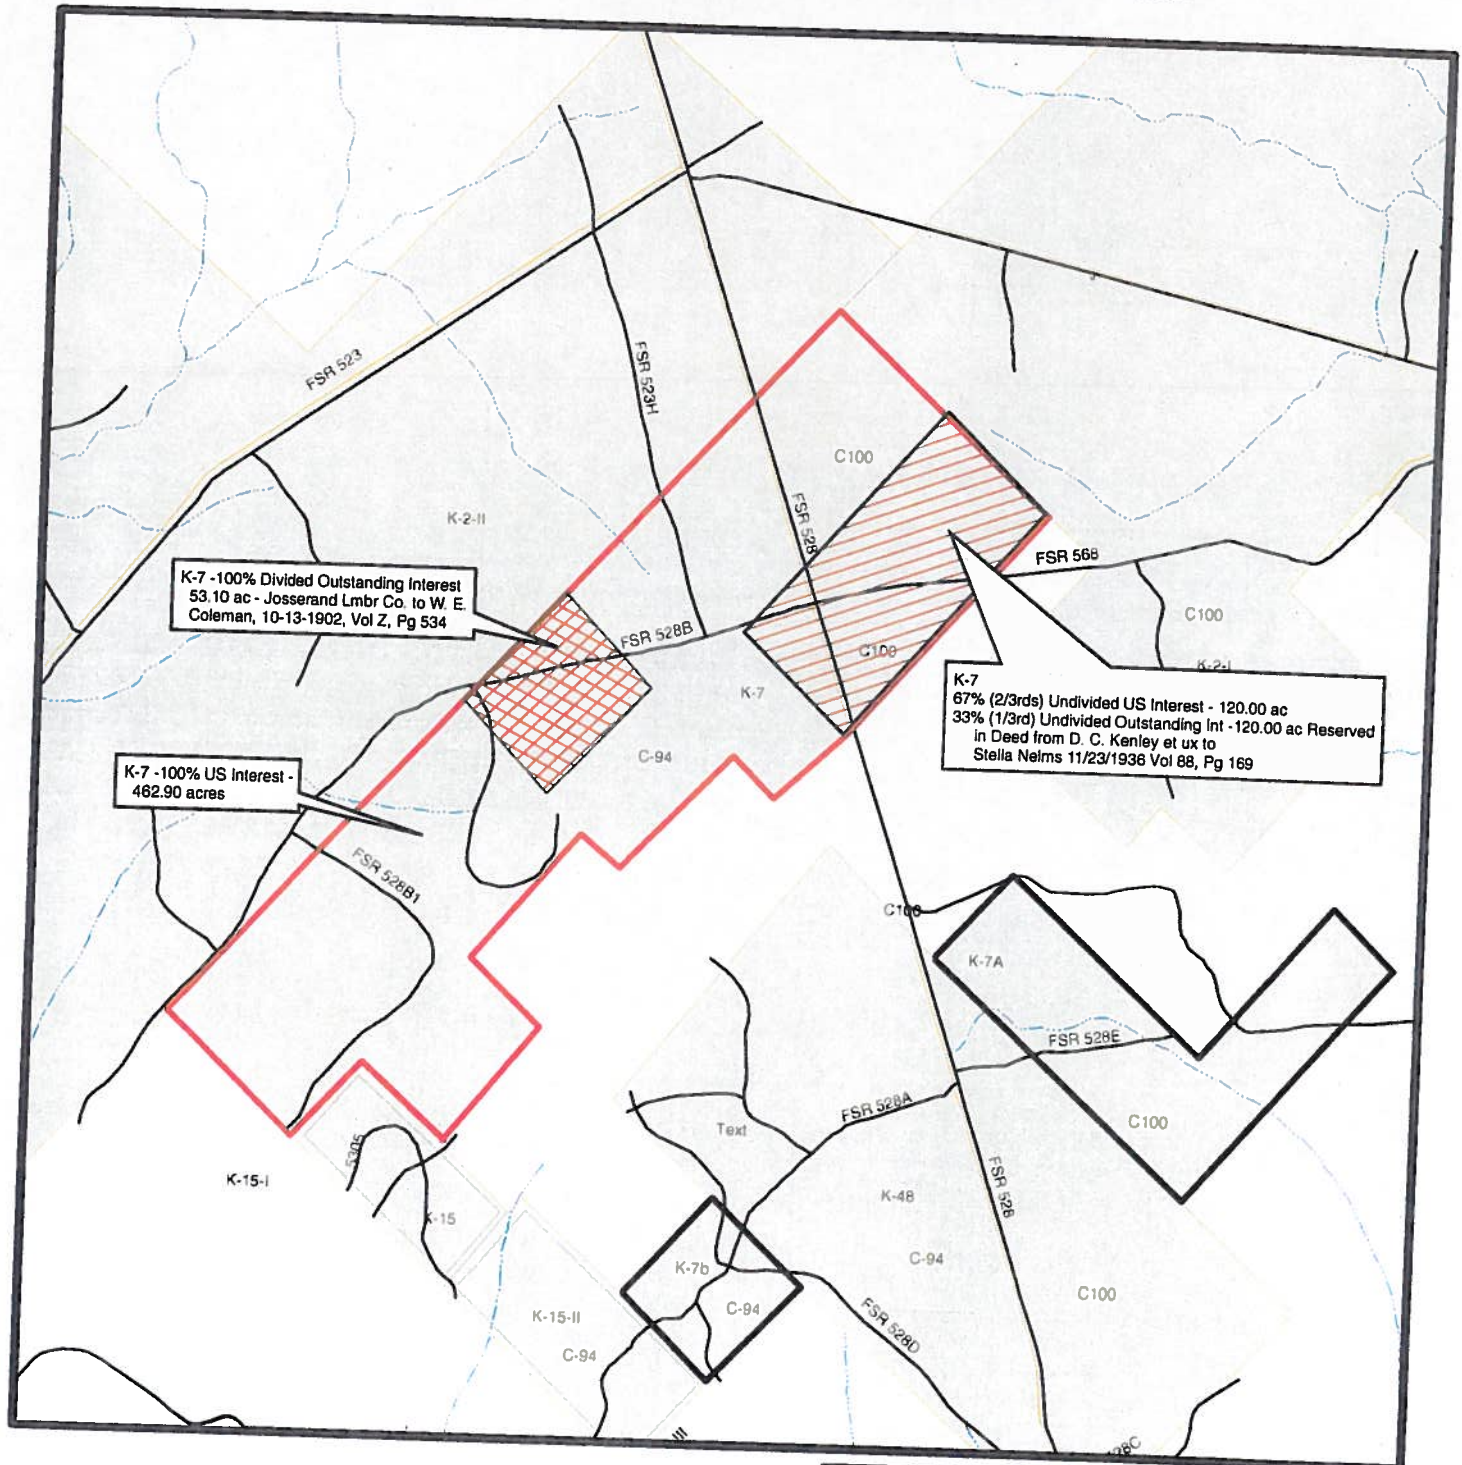 FSR 523
FSR 523H
C100
FSR 528
K-2-II
FSR 568
K-7 -100% Divided Outstanding Interest
53.10 ac - Josserand Lmbr Co. to W. E.
Coleman, 10-13-1902, Vol Z, Pg 534
C100
FSR 528B
C100
K-2-I
K-7
K-7
67% (2/3rds) Undivided US Interest - 120.00 ac
33% (1/3rd) Undivided Outstanding Int -120.00 ac Reserved
in Deed from D. C. Kenley et ux to
Stella Nelms 11/23/1936 Vol 88, Pg 169
C-94
K-7 -100% US Interest -
462.90 acres
FSR 528B1
C100
K-7A
FSR 528E
FSR 528A
C100
Text
5305
K-15-I
FSR 528
K-48
K-15
C-94
K-7b
C100
C-94
K-15-II
FSR 528D
C-94
III
28C